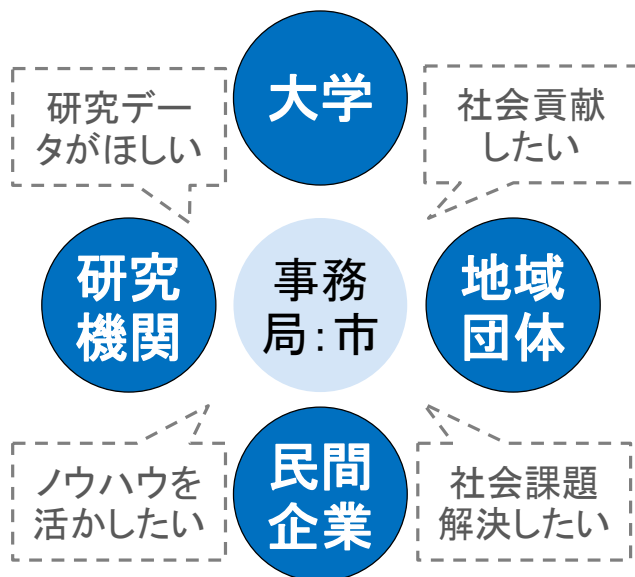 大学
研究デー
タがほしい
社会貢献
したい
研究
機関
事務
局：市
地域
団体
ノウハウを
活かしたい
民間
企業
社会課題
解決したい